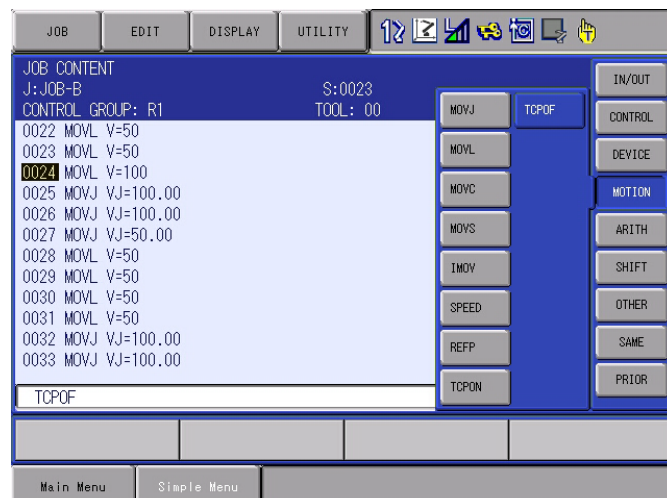 JOB EDIT DISPLAY UTILITY
JOB CONTENT
J:JOB-B S:0023
CONTROL GROUP: R1 TOOL: 00
0022 MOVL V=50
0023 MOVL V=50
0024 MOVL V=100
0025 MOVJ VJ=100.00
0026 MOVJ VJ=100.00
0027 MOVJ VJ=50.00
0028 MOVL V=50
0029 MOVL V=50
0030 MOVL V=50
0031 MOVL V=50
0032 MOVJ VJ=100.00
0033 MOVJ VJ=100.00
TCPOF
MOVJ TCPOF
MOVL
MOVC
MOVS
IMOV
SPEED
REFP
TCPON
IN/OUT
CONTROL
DEVICE
MOTION
ARITH
SHIFT
OTHER
SAME
PRIOR
Main Menu Simple Menu